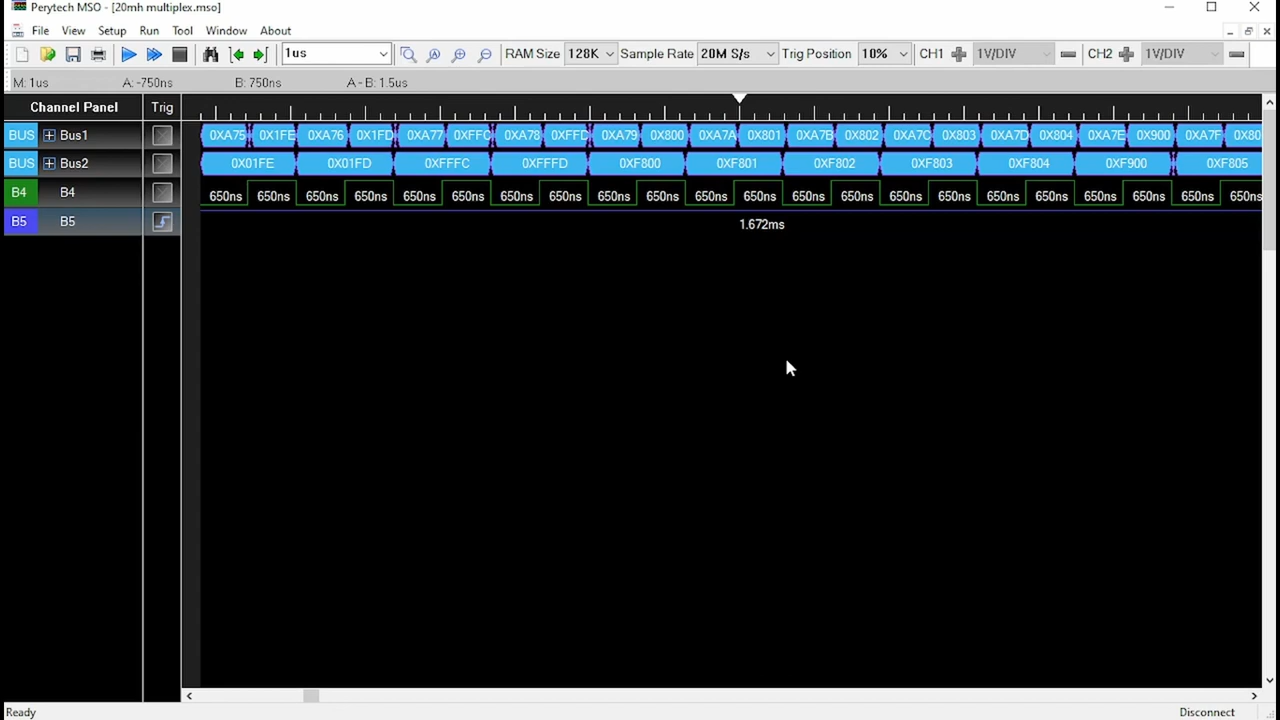 Perytech MSO - [20mh multiplex.mso]
File View Setup Run Tool Window About
1us RAM Size 128K Sample Rate 20M S/s Trig Position 10% CH1 1V/DIV CH2 1V/DIV
M: 1us A: -750ns B: 750ns A - B: 1.5us
Channel Panel Trig
BUS Bus1 0XA75 0X1FE 0XA76 0X1FD 0XA77 0XFFC 0XA78 0XFFD 0XA79 0X800 0XA7A 0X801 0XA7B 0X802 0XA7C 0X803 0XA7D 0X804 0XA7E 0X900 0XA7F 0X80
BUS Bus2 0X01FE 0X01FD 0XFFFC 0XFFFD 0XF800 0XF801 0XF802 0XF803 0XF804 0XF900 0XF805
B4 B4 650ns 650ns 650ns 650ns 650ns 650ns 650ns 650ns 650ns 650ns 650ns 650ns 650ns 650ns 650ns 650ns 650ns 650ns 650ns 650ns 650ns 650ns
B5 B5 1.672ms
Ready Disconnect